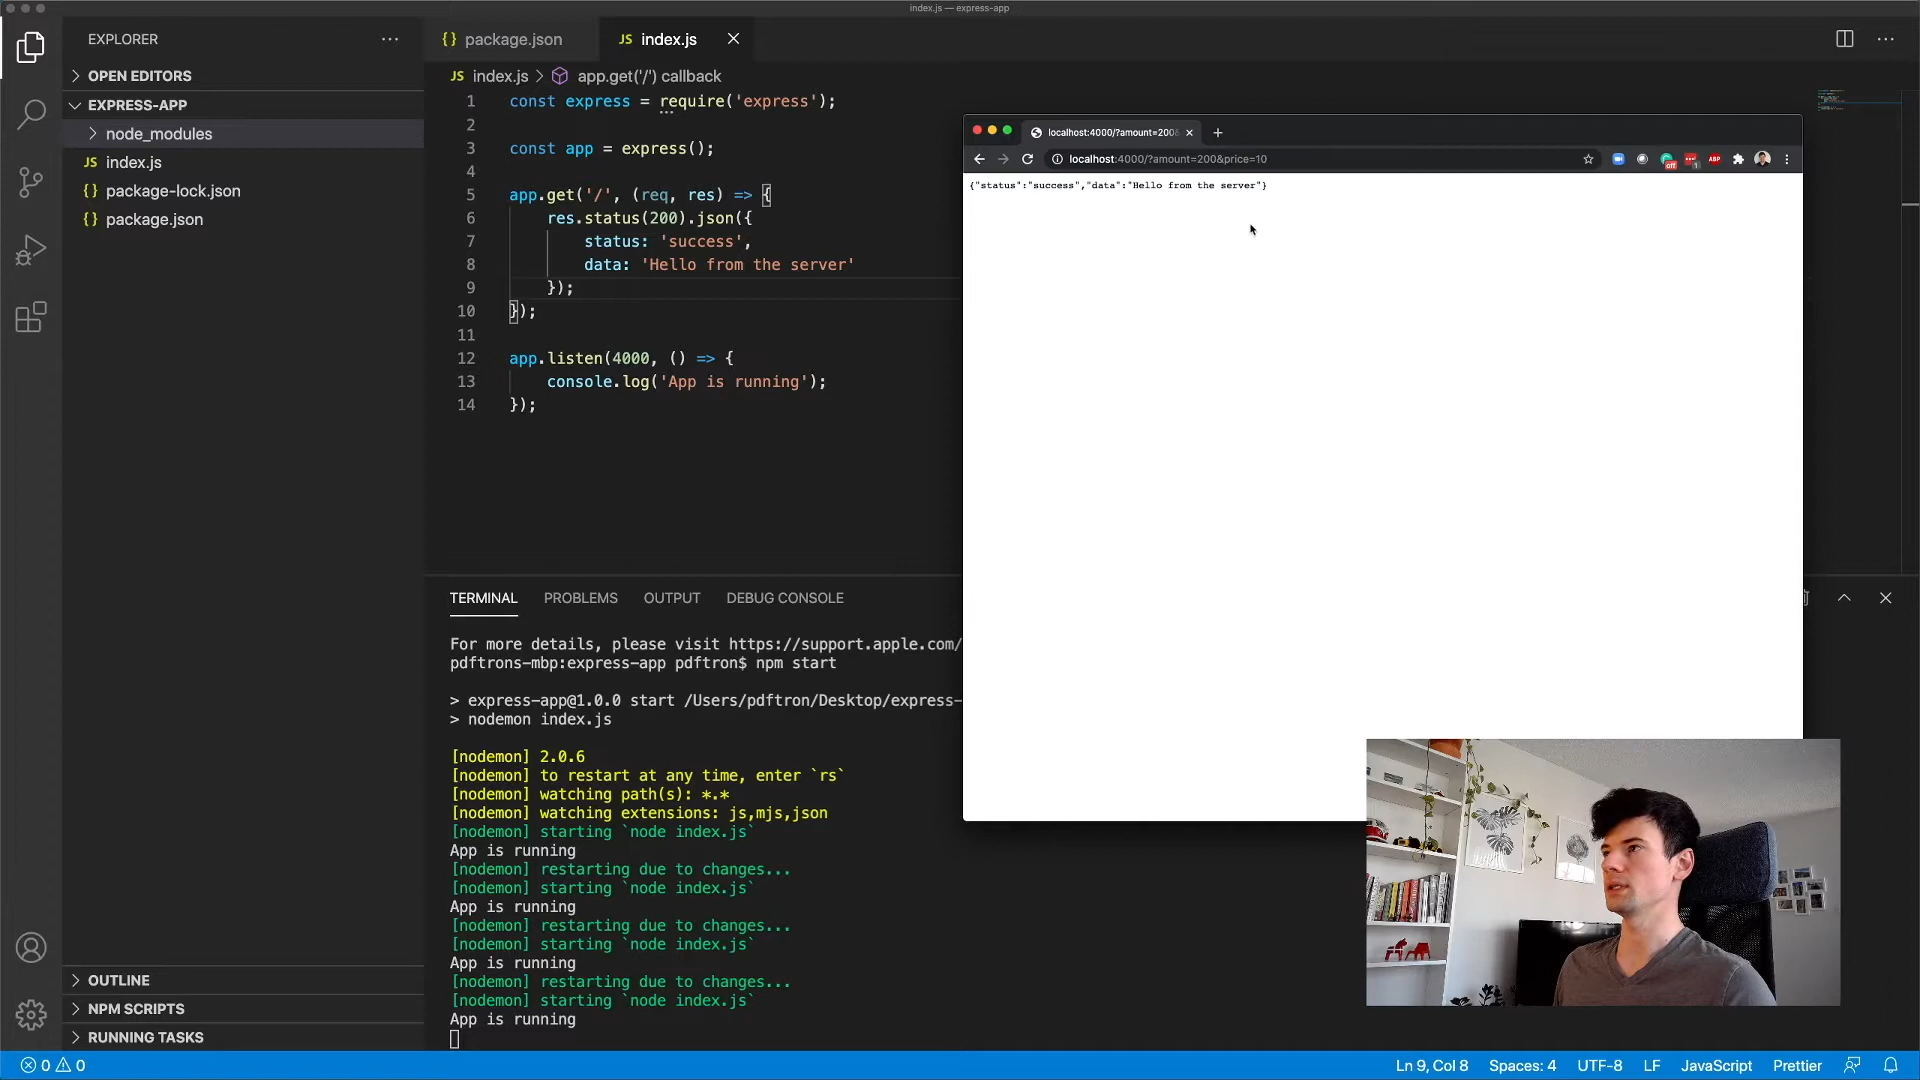 index.js — express-app
EXPLORER
OPEN EDITORS
EXPRESS-APP
node_modules
JS index.js
{} package-lock.json
{} package.json
OUTLINE
NPM SCRIPTS
RUNNING TASKS
{} package.json
JS index.js
JS index.js > app.get('/') callback
1 const express = require('express');
2
3 const app = express();
4
5 app.get('/', (req, res) => {
6 res.status(200).json({
7 status: 'success',
8 data: 'Hello from the server'
9 });
10 });
11
12 app.listen(4000, () => {
13 console.log('App is running');
14 });
localhost:4000/?amount=200&
localhost:4000/?amount=200&price=10
off
1
ABP
{"status":"success","data":"Hello from the server"}
TERMINAL PROBLEMS OUTPUT DEBUG CONSOLE
For more details, please visit https://support.apple.com/
pdftrons-mbp:express-app pdftron$ npm start
> express-app@1.0.0 start /Users/pdftron/Desktop/express-
> nodemon index.js
[nodemon] 2.0.6
[nodemon] to restart at any time, enter `rs`
[nodemon] watching path(s): *.*
[nodemon] watching extensions: js,mjs,json
[nodemon] starting `node index.js`
App is running
[nodemon] restarting due to changes...
[nodemon] starting `node index.js`
App is running
[nodemon] restarting due to changes...
[nodemon] starting `node index.js`
App is running
[nodemon] restarting due to changes...
[nodemon] starting `node index.js`
App is running
0 0 Ln 9, Col 8 Spaces: 4 UTF-8 LF JavaScript Prettier